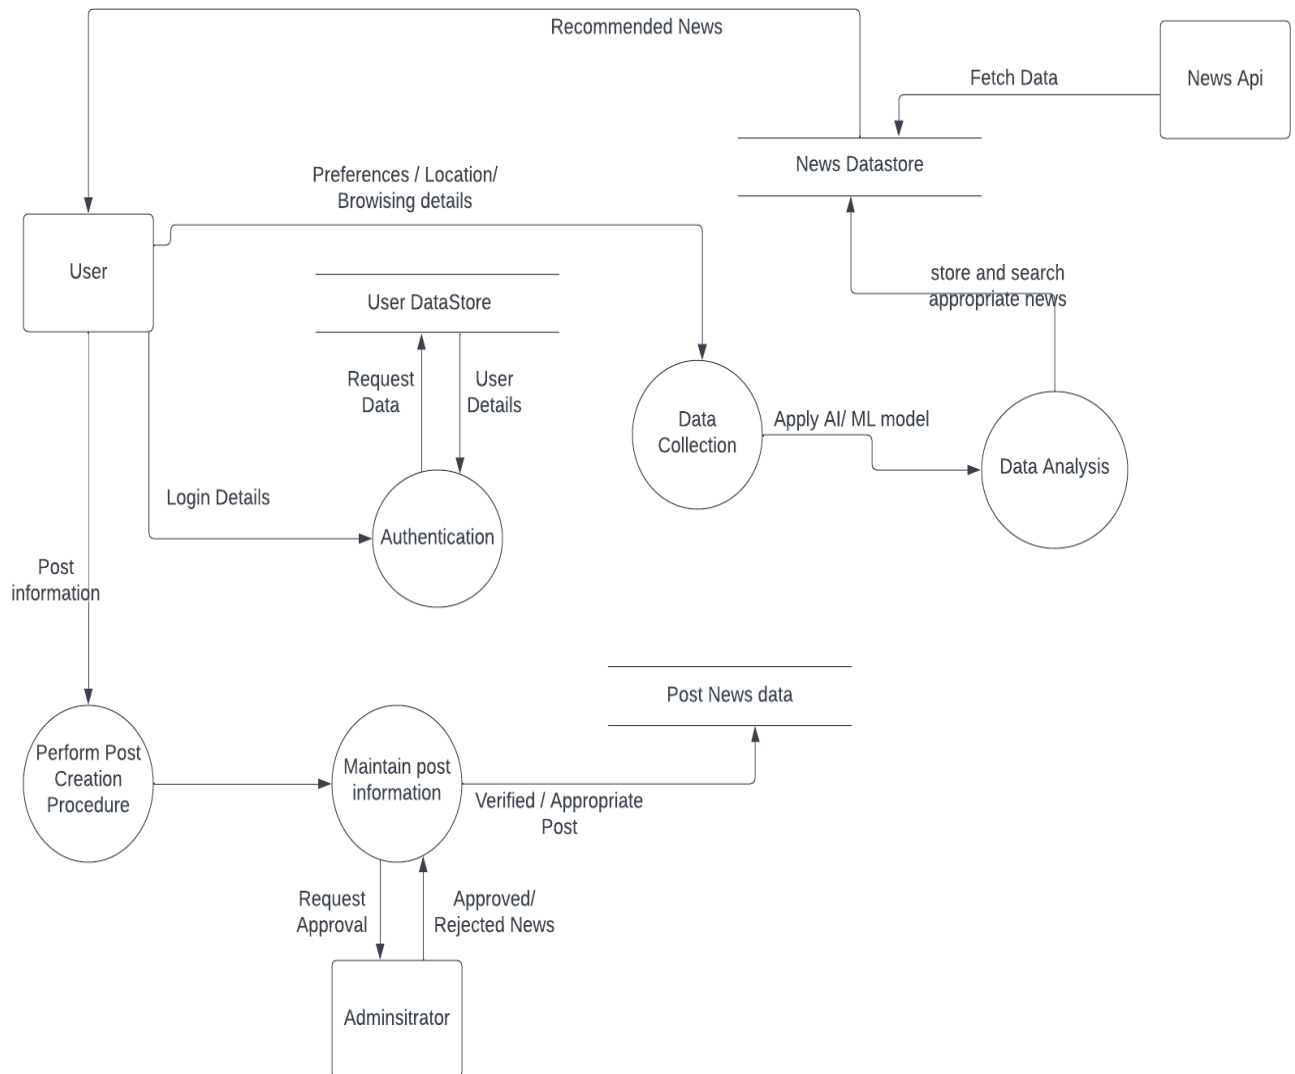 Recommended News
News Api
Fetch Data
News Datastore
Preferences / Location/
Browising details
User
store and search
appropriate news
User DataStore
Request
Data
User
Details
Data
Collection
Apply AI/ ML model
Data Analysis
Login Details
Authentication
Post
information
Post News data
Perform Post
Creation
Procedure
Maintain post
information
Verified / Appropriate
Post
Request
Approval
Approved/
Rejected News
Adminsitrator